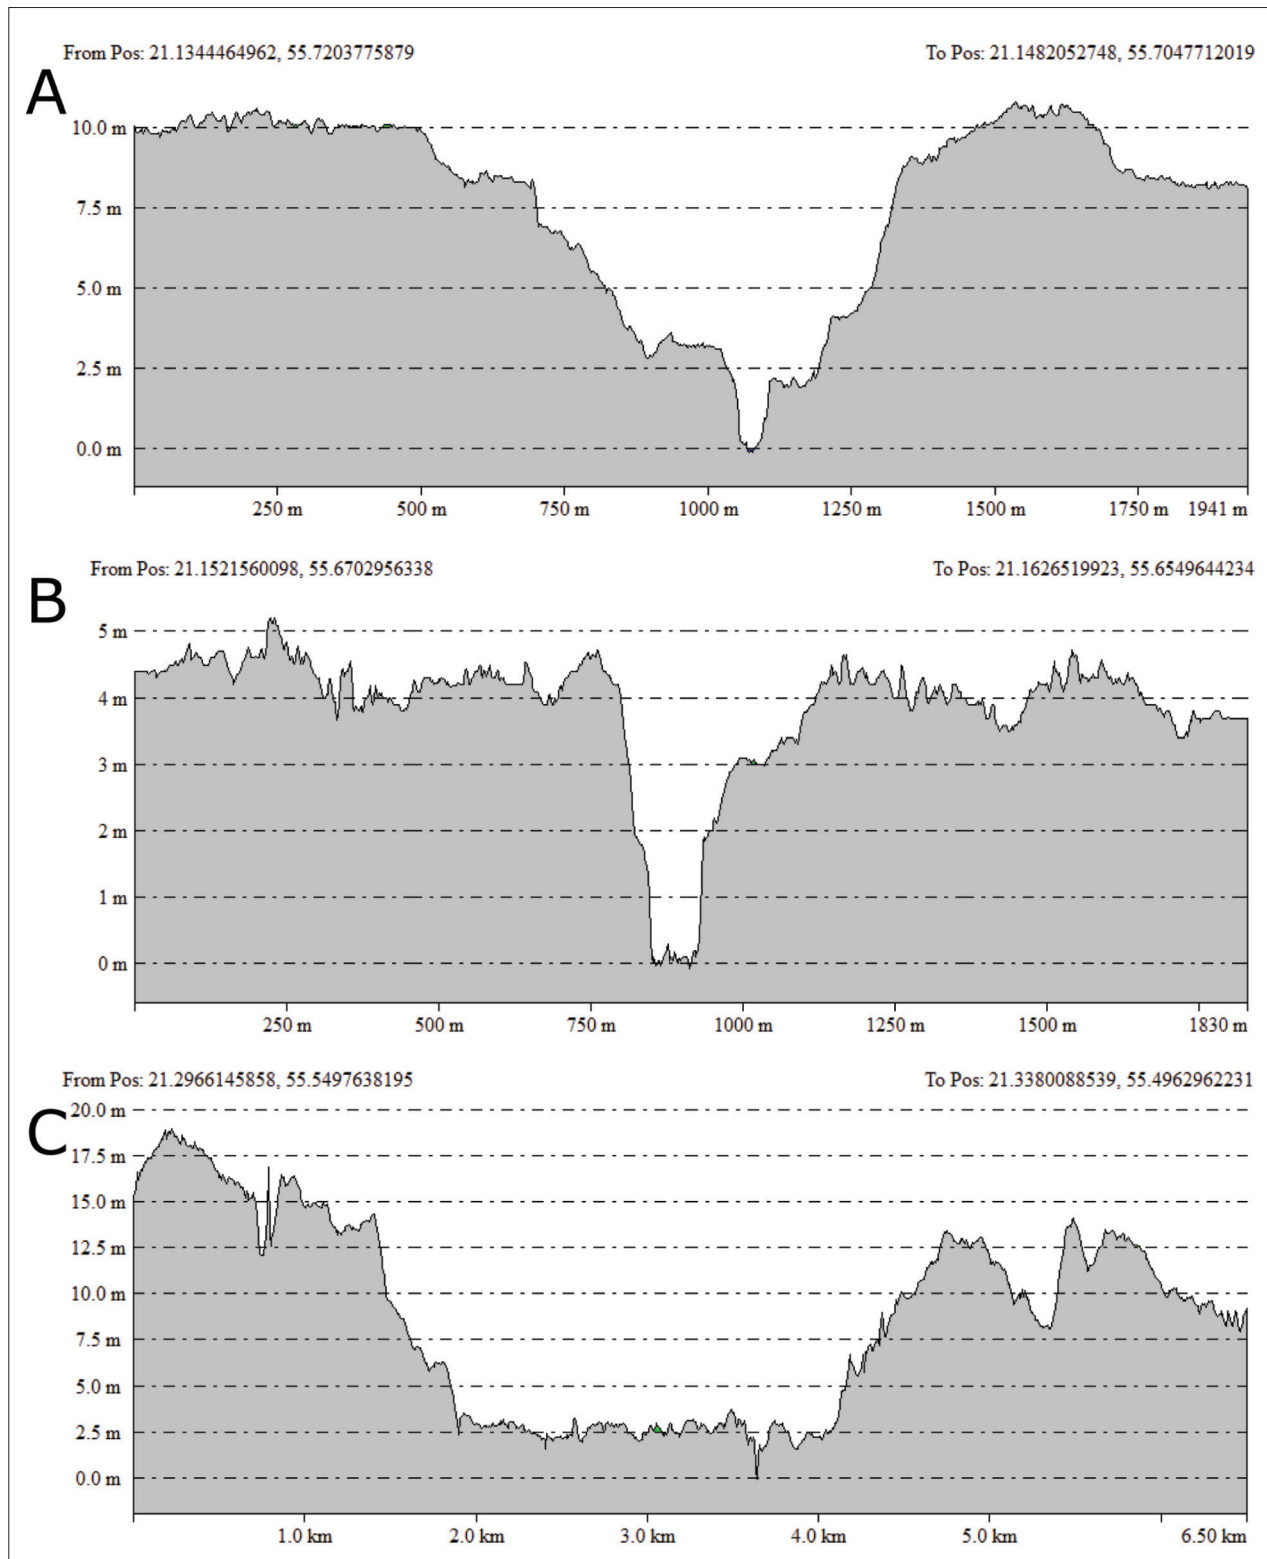 From Pos: 21.1344464962, 55.7203775879 To Pos: 21.1482052748, 55.7047712019
A
10.0 m
7.5 m
5.0 m
2.5 m
0.0 m
250 m 500 m 750 m 1000 m 1250 m 1500 m 1750 m 1941 m
From Pos: 21.1521560098, 55.6702956338 To Pos: 21.1626519923, 55.6549644234
B
5 m
4 m
3 m
2 m
1 m
0 m
250 m 500 m 750 m 1000 m 1250 m 1500 m 1830 m
From Pos: 21.2966145858, 55.5497638195 To Pos: 21.3380088539, 55.4962962231
C
20.0 m
17.5 m
15.0 m
12.5 m
10.0 m
7.5 m
5.0 m
2.5 m
0.0 m
1.0 km 2.0 km 3.0 km 4.0 km 5.0 km 6.50 km